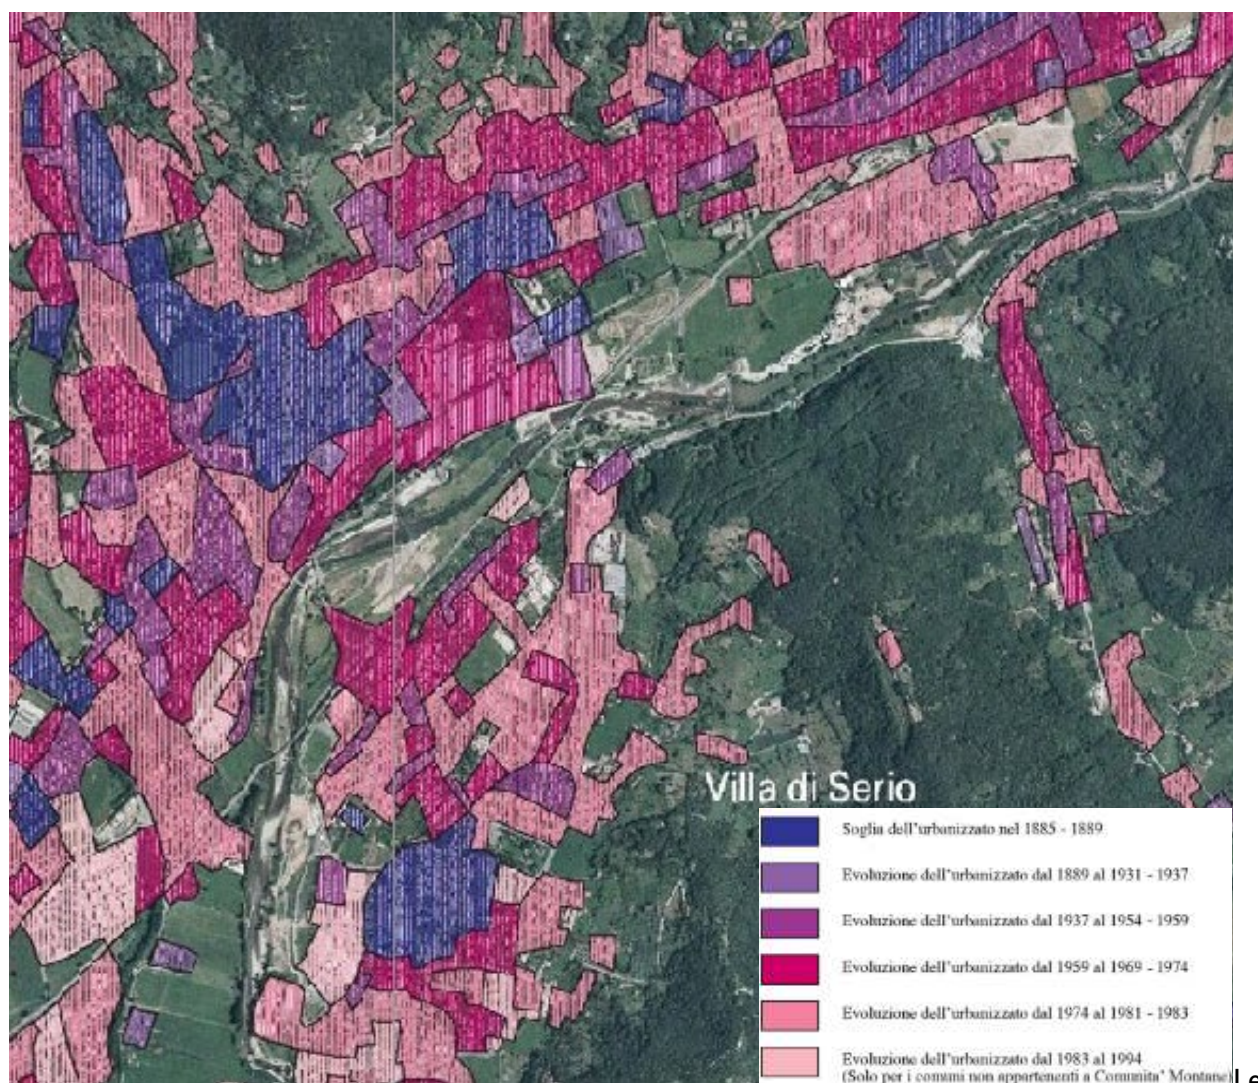 Villa di Serio
Soglia dell'urbanizzato nel 1885 - 1889
Evoluzione dell'urbanizzato dal 1889 al 1931 - 1937
Evoluzione dell'urbanizzato dal 1937 al 1954 - 1959
Evoluzione dell'urbanizzato dal 1959 al 1969 - 1974
Evoluzione dell'urbanizzato dal 1974 al 1981 - 1983
Evoluzione dell'urbanizzato dal 1983 al 1994
(Solo per i comuni non appartenenti a Comunita' Montane)